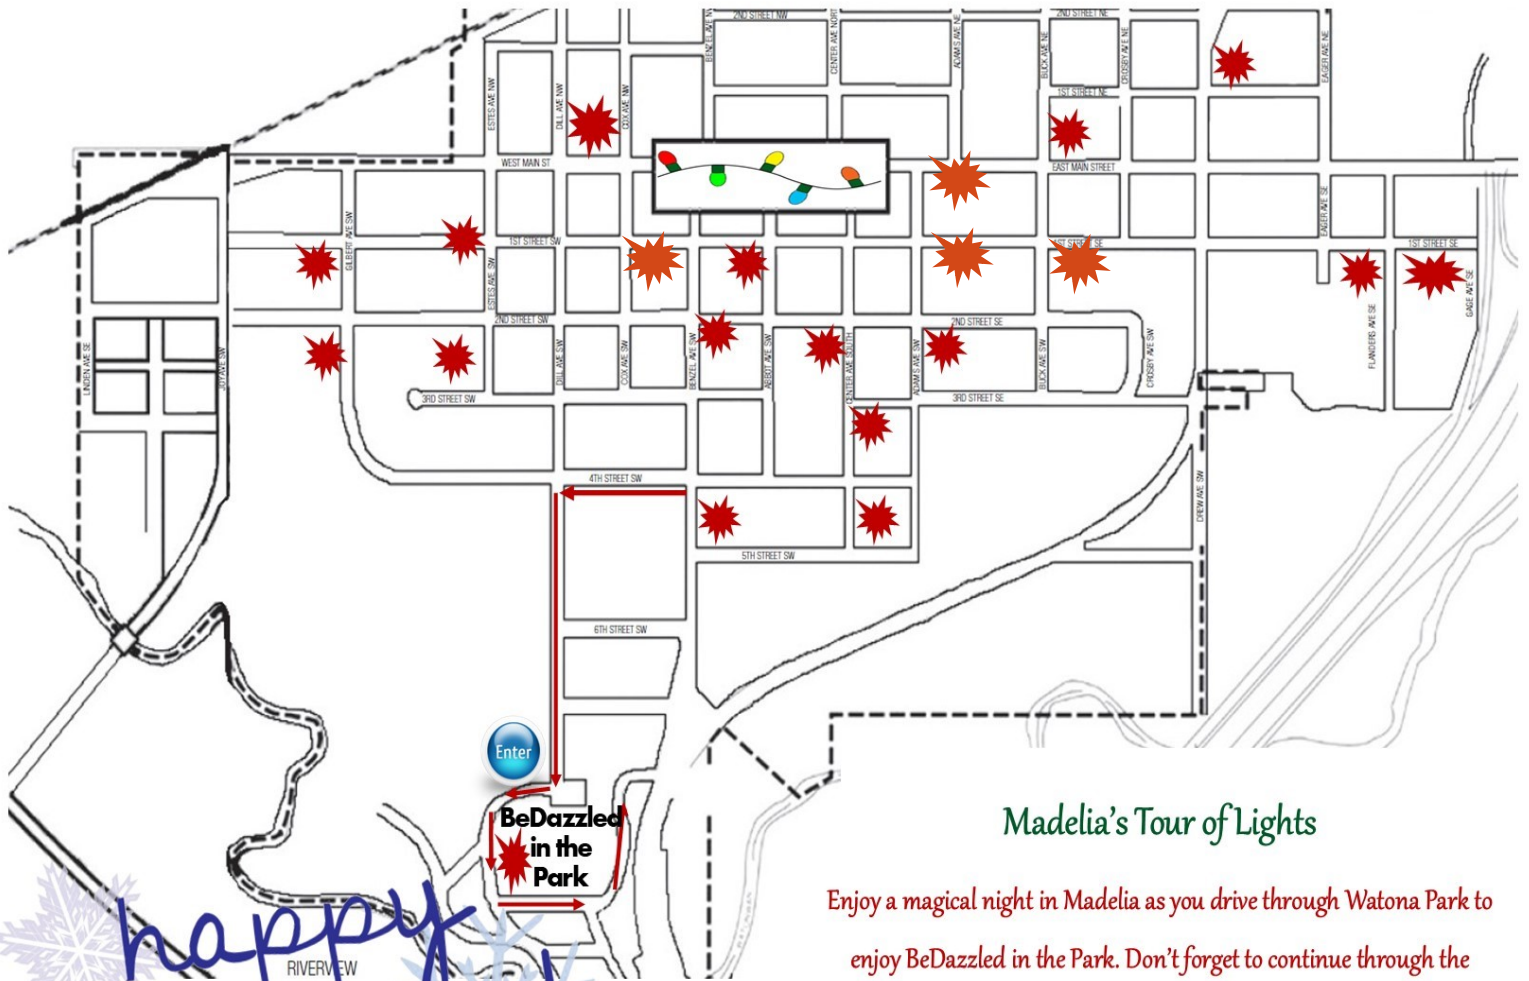 2ND STREET NW
2ND STREET NE
BENZEL AVE NW
CENTER AVE NORTH
ADAMS AVE NE
BUCK AVE NE
CROSBY AVE NE
EAGER AVE NE
ESTES AVE NW
DILL AVE NW
COX AVE NW
1ST STREET NE
WEST MAIN ST
EAST MAIN STREET
GILBERT AVE SW
1ST STREET SW
1ST STREET SE
EAGER AVE SE
1ST STREET SE
ESTES AVE SW
GAGE AVE SE
2ND STREET SW
2ND STREET SE
LINDEN AVE SE
DILL AVE SW
COX AVE SW
BENZEL AVE SW
ABBOT AVE SW
CENTER AVE SOUTH
ADAMS AVE SW
BUCK AVE SW
CROSBY AVE SW
FLANDERS AVE SE
3RD STREET SW
3RD STREET SE
4TH STREET SW
DREW AVE SW
5TH STREET SW
6TH STREET SW
Enter
BeDazzled
in the
Park
Madelia's Tour of Lights
Enjoy a magical night in Madelia as you drive through Watona Park to
enjoy BeDazzled in the Park. Don't forget to continue through the
happy
RIVERVIEW